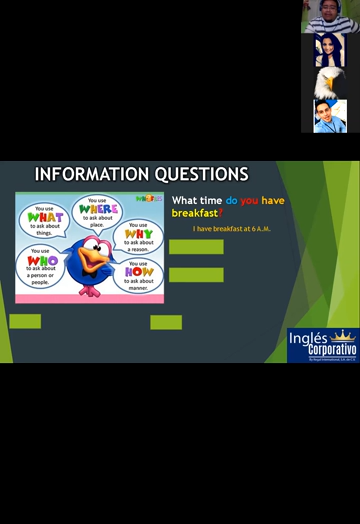 INFORMATION QUESTIONS
You use
WHAT
to ask about
things.
You use
WHERE
to ask about
place.
You use
WHY
to ask about
a reason.
You use
WHO
to ask about
a person or
people.
You use
HOW
to ask about
manner.
What time do you have
breakfast?
I have breakfast at 6 A.M.
Inglés
Corporativo